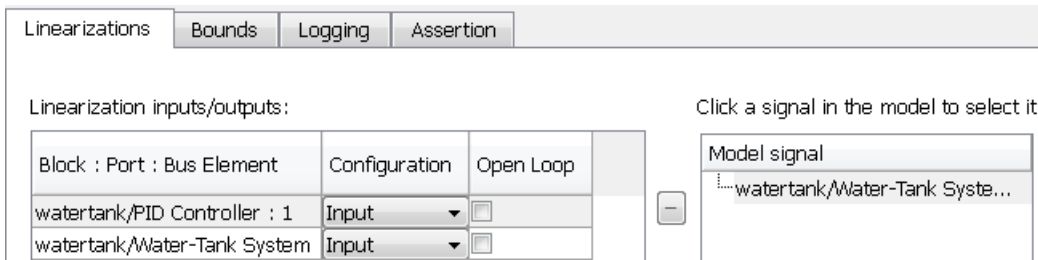 Linearizations Bounds Logging Assertion
Linearization inputs/outputs: Click a signal in the model to select it
Block : Port : Bus Element Configuration Open Loop Model signal
watertank/Water-Tank Syste...
watertank/PID Controller : 1 Input
watertank/Water-Tank System Input